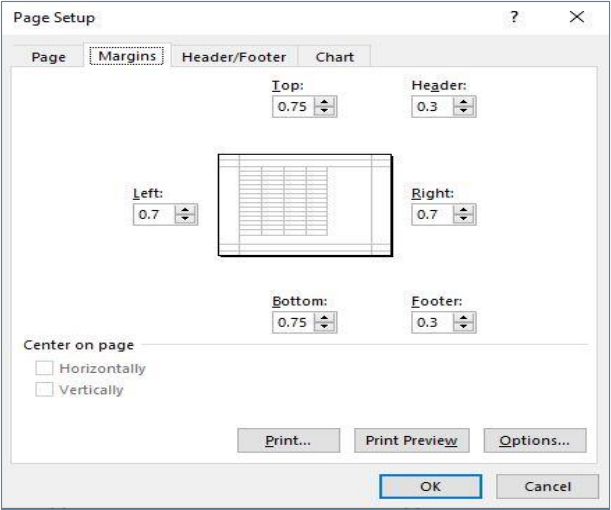 Page Setup ? ×
Page Margins Header/Footer Chart
Top: Header:
0.75 0.3
Left: Right:
0.7 0.7
Bottom: Footer:
0.75 0.3
Center on page
Horizontally
Vertically
Print... Print Preview Options...
OK Cancel